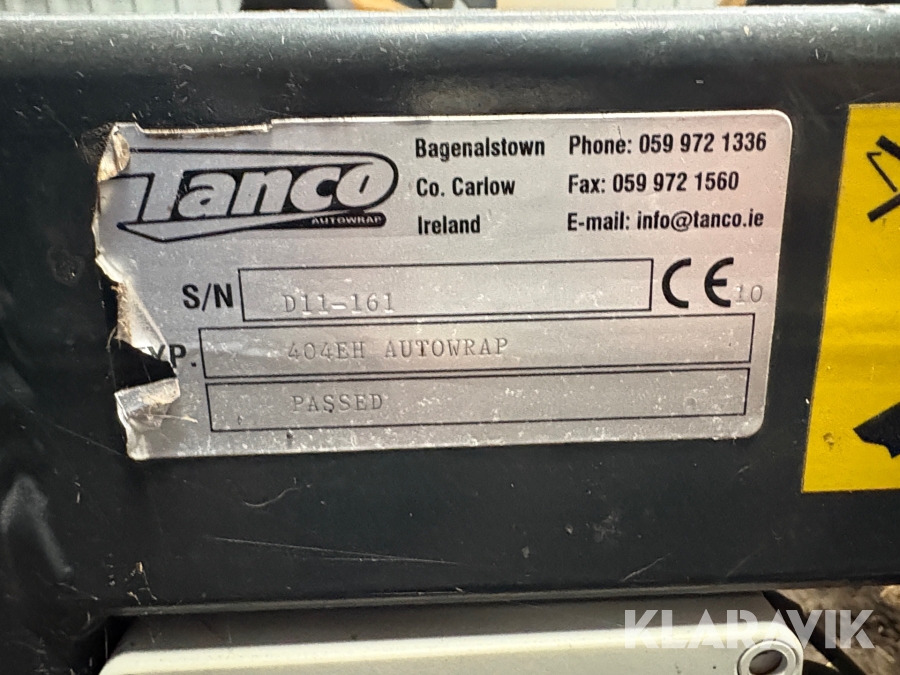 Tanco
AUTOWRAP
Bagenalstown
Co. Carlow
Ireland
Phone: 059 972 1336
Fax: 059 972 1560
E-mail: info@tanco.ie
S/N D11-161 CE 10
YP. 404EH AUTOWRAP
PASSED
KLARAVIK